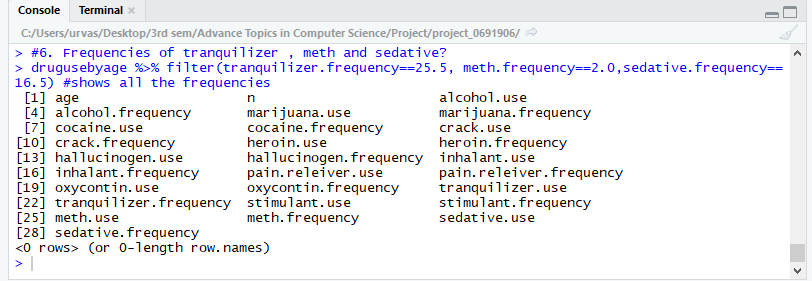 Console Terminal ×
C:/Users/urvas/Desktop/3rd sem/Advance Topics in Computer Science/Project/project_0691906/
> #6. Frequencies of tranquilizer , meth and sedative?
> drugusebyage %>% filter(tranquilizer.frequency==25.5, meth.frequency==2.0,sedative.frequency==
16.5) #shows all the frequencies
[1] age n alcohol.use
[4] alcohol.frequency marijuana.use marijuana.frequency
[7] cocaine.use cocaine.frequency crack.use
[10] crack.frequency heroin.use heroin.frequency
[13] hallucinogen.use hallucinogen.frequency inhalant.use
[16] inhalant.frequency pain.releiver.use pain.releiver.frequency
[19] oxycontin.use oxycontin.frequency tranquilizer.use
[22] tranquilizer.frequency stimulant.use stimulant.frequency
[25] meth.use meth.frequency sedative.use
[28] sedative.frequency
<0 rows> (or 0-length row.names)
>